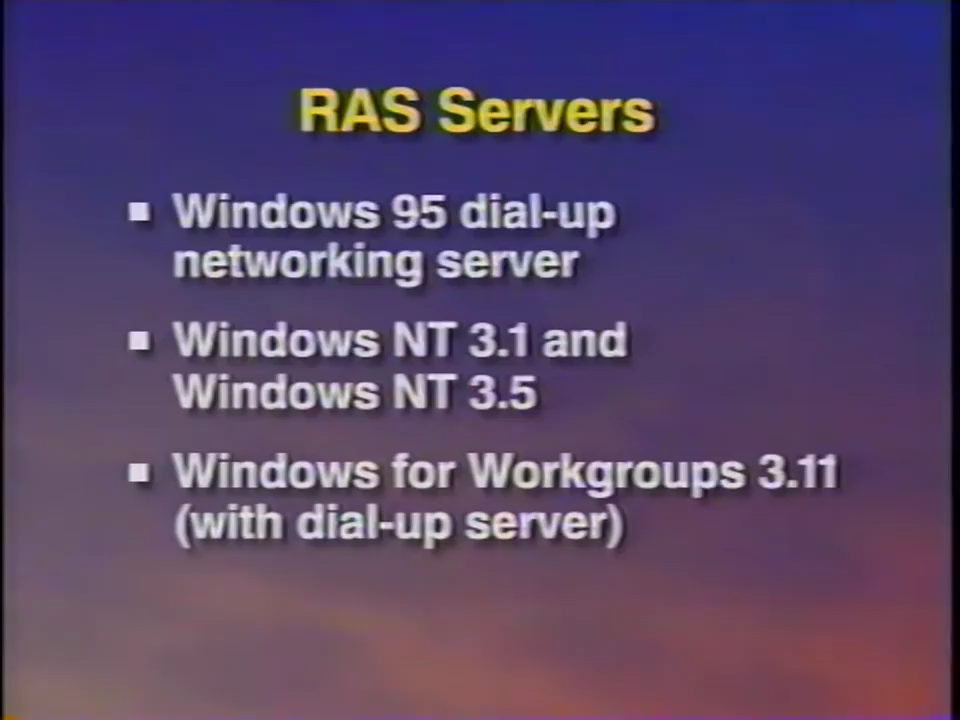 RAS Servers
▪ Windows 95 dial-up
networking server
▪ Windows NT 3.1 and
Windows NT 3.5
▪ Windows for Workgroups 3.11
(with dial-up server)